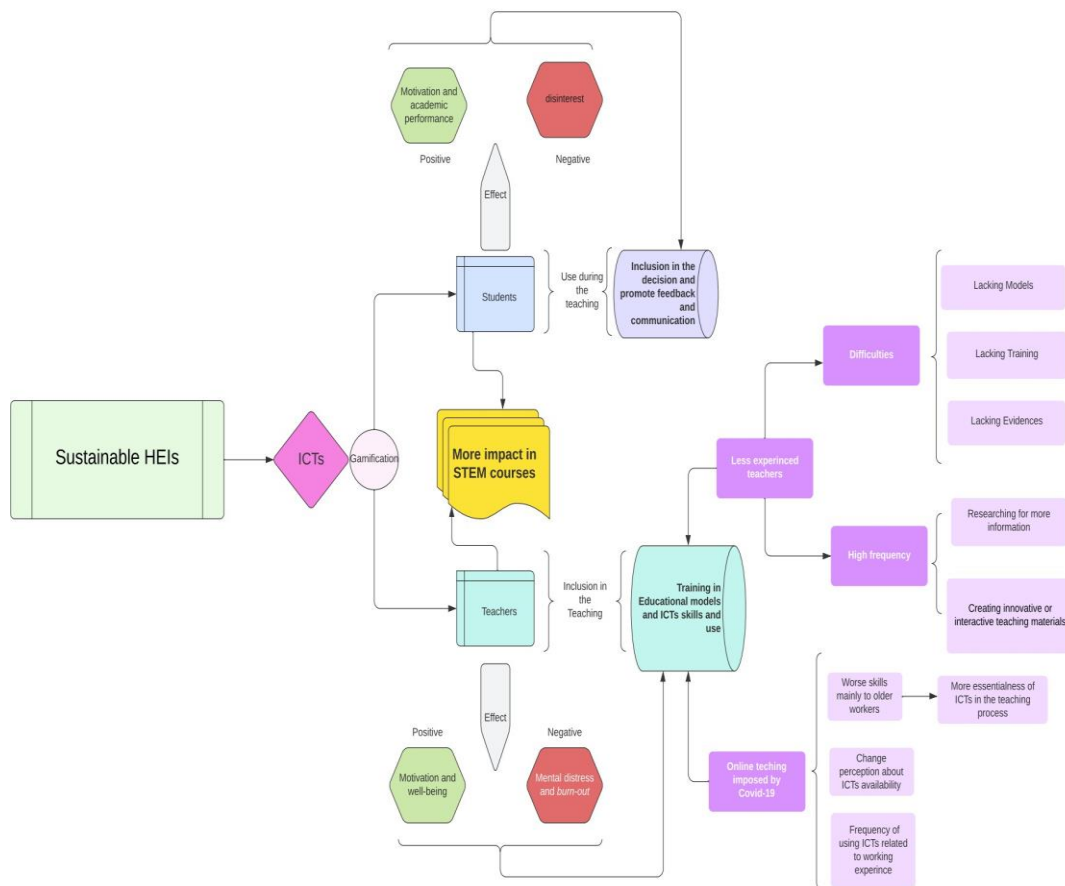 Motivation and
academic
performance
disinterest
Positive
Negative
Effect
Students
Use during
the
teaching
Inclusion in the
decision and
promote feedback
and
communication
Lacking Models
Difficulties
Lacking Training
Lacking Evidences
Sustainable HEIs
ICTs
Gamification
More impact in
STEM courses
Less experinced
teachers
Researching for more
information
High frequency
Creating innovative or
interactive teaching materials
Teachers
Inclusion in
the
Teaching
Training in
Educational models
and ICTs skills and
use
Worse skills
mainly to older
workers
More essentialness of
ICTs in the teaching
process
Effect
Positive
Negative
Motivation and
well-being
Mental distress
and burn-out
Online teching
imposed by
Covid-19
Change
perception about
ICTs availability
Frequency of
using ICTs related
to working
experince